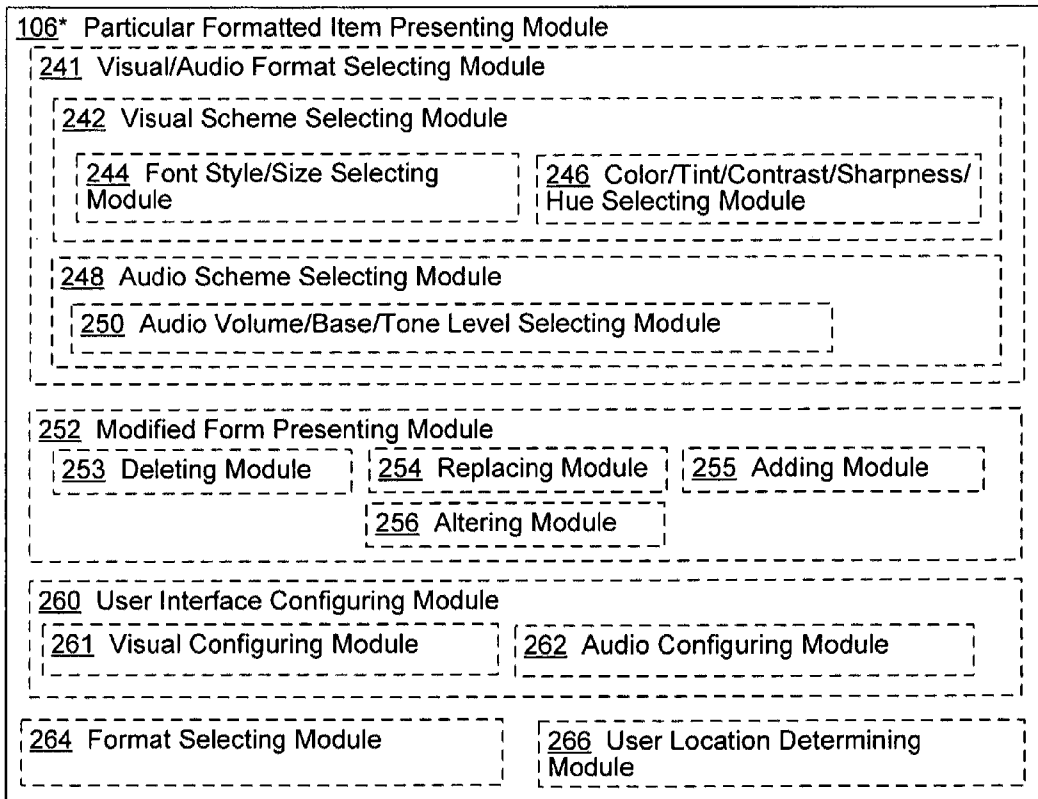 106* Particular Formatted Item Presenting Module
241 Visual/Audio Format Selecting Module
242 Visual Scheme Selecting Module
244 Font Style/Size Selecting
Module
246 Color/Tint/Contrast/Sharpness/
Hue Selecting Module
248 Audio Scheme Selecting Module
250 Audio Volume/Base/Tone Level Selecting Module
252 Modified Form Presenting Module
253 Deleting Module
254 Replacing Module
255 Adding Module
256 Altering Module
260 User Interface Configuring Module
261 Visual Configuring Module
262 Audio Configuring Module
264 Format Selecting Module
266 User Location Determining
Module